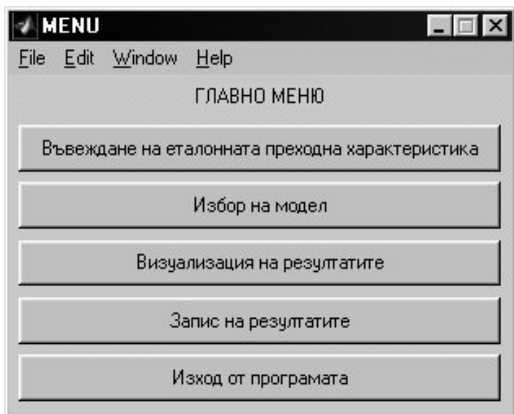 MENU
File Edit Window Help
ГЛАВНО МЕНЮ
Въвеждане на еталонната преходна характеристика
Избор на модел
Визуализация на резултатите
Запис на резултатите
Изход от програмата